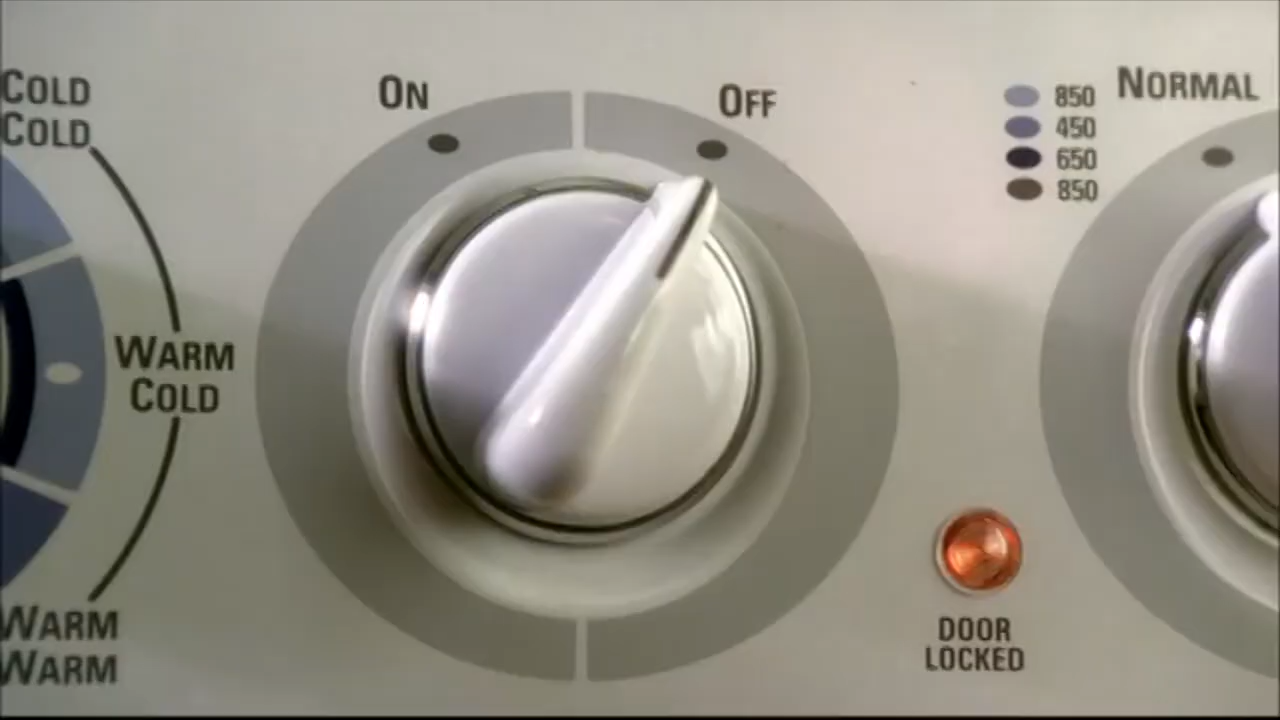 COLD
COLD
ON
OFF
850
450
650
850
NORMAL
WARM
COLD
WARM
WARM
DOOR
LOCKED